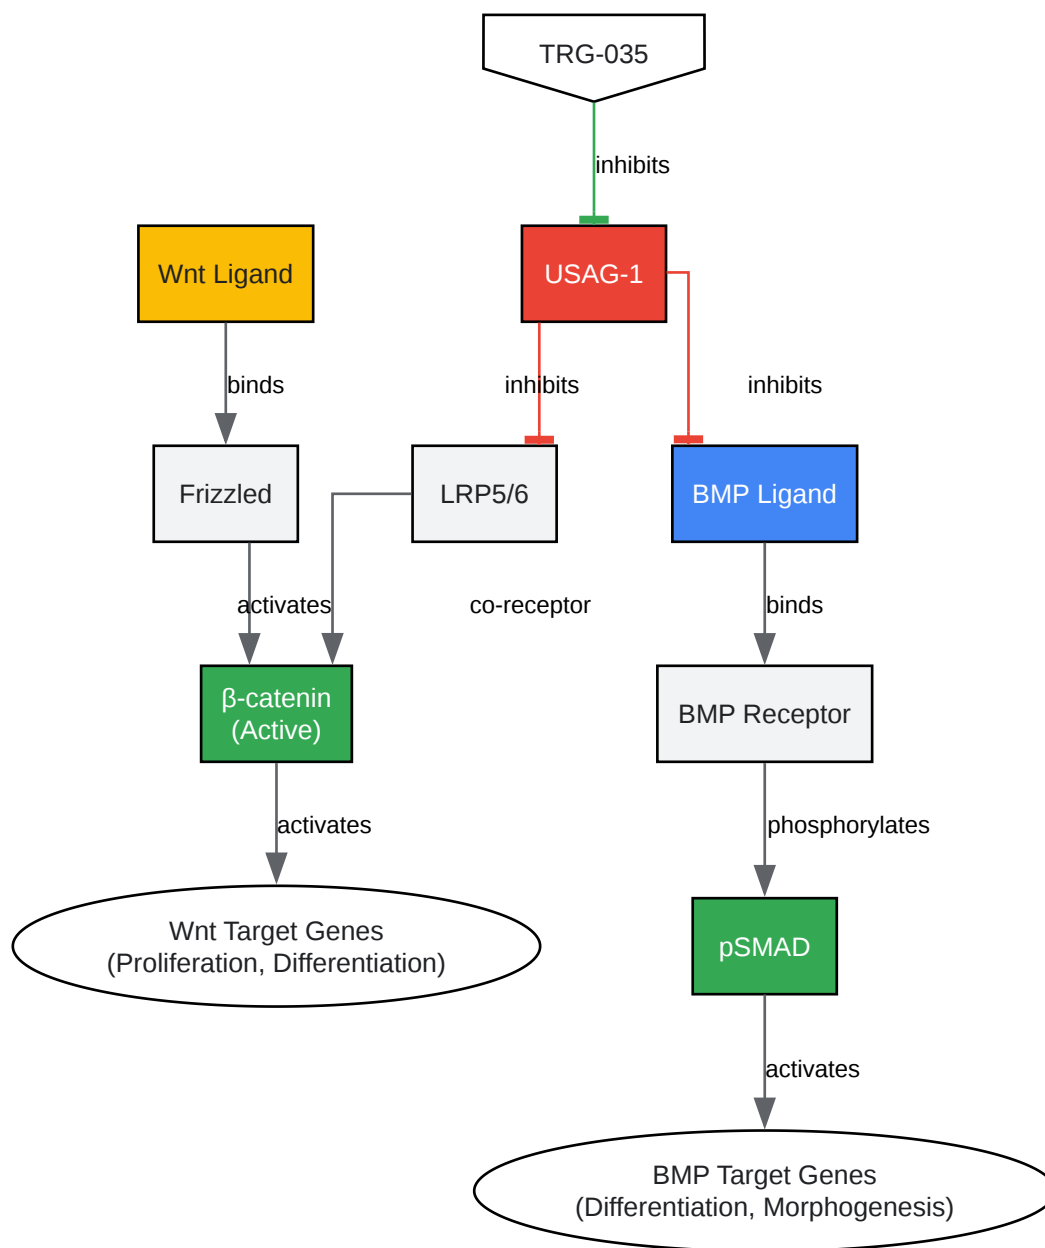 TRG-035
inhibits
Wnt Ligand
USAG-1
binds
inhibits
inhibits
Frizzled
LRP5/6
BMP Ligand
activates
co-receptor
binds
β-catenin
(Active)
BMP Receptor
activates
phosphorylates
Wnt Target Genes
(Proliferation, Differentiation)
pSMAD
activates
BMP Target Genes
(Differentiation, Morphogenesis)